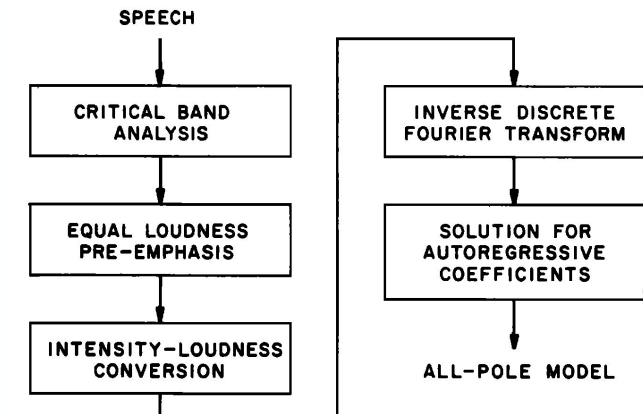 SPEECH
CRITICAL BAND
ANALYSIS
EQUAL LOUDNESS
PRE-EMPHASIS
INTENSITY-LOUDNESS
CONVERSION
INVERSE DISCRETE
FOURIER TRANSFORM
SOLUTION FOR
AUTOREGRESSIVE
COEFFICIENTS
ALL-POLE MODEL